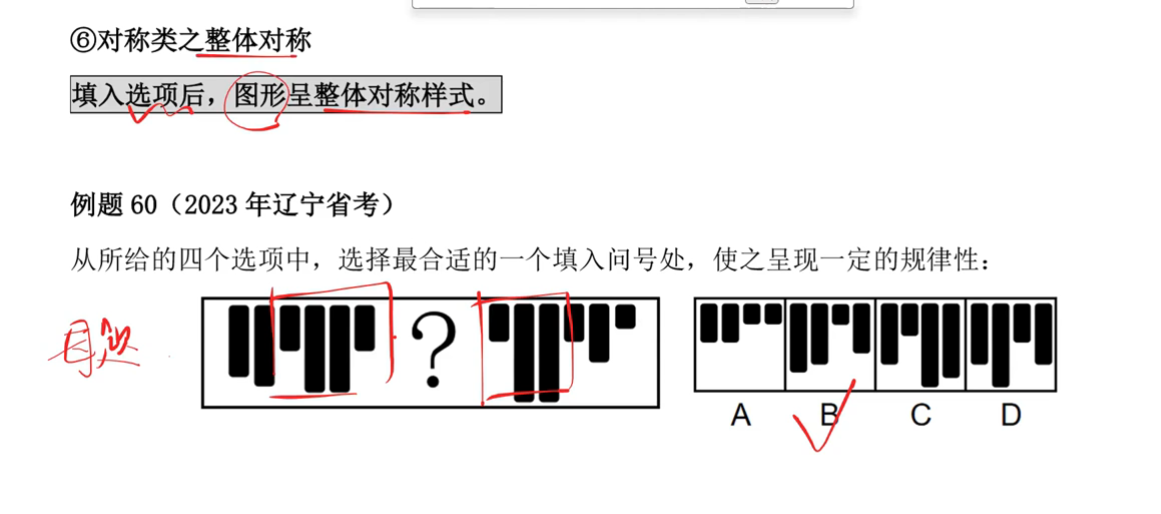 ⑥对称类之整体对称
填入选项后，图形呈整体对称样式。
例题 60（2023 年辽宁省考）
从所给的四个选项中，选择最合适的一个填入问号处，使之呈现一定的规律性：
?
A B C D